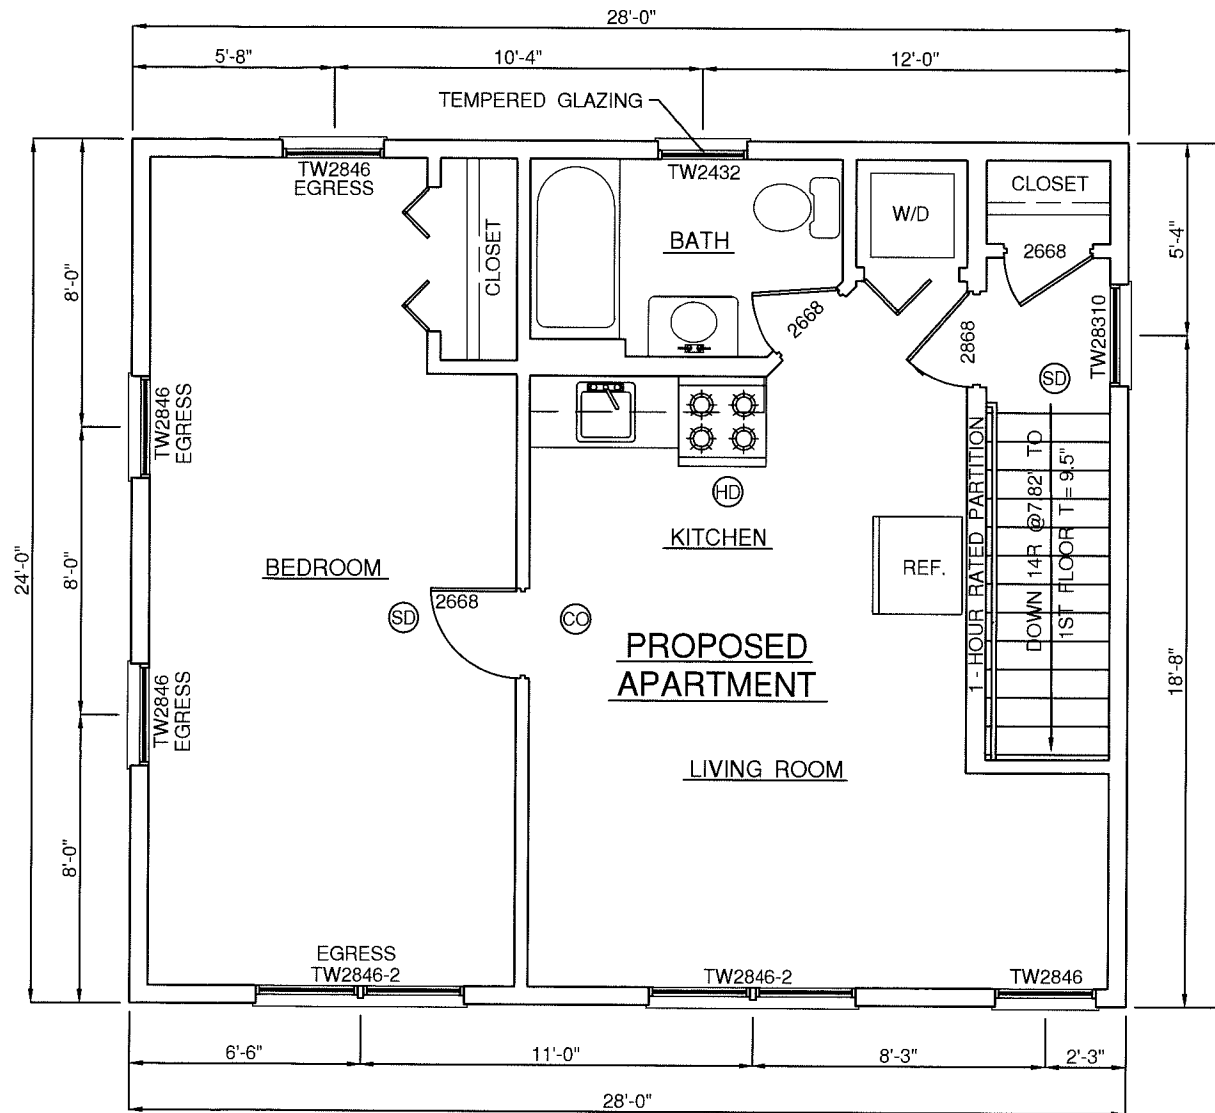 28'-0"
5'-8"
10'-4"
12'-0"
TEMPERED GLAZING
TW2846
EGRESS
TW2432
CLOSET
W/D
BATH
CLOSET
2668
5'-4"
8'-0"
2668
2868
TW28310
SD
TW2846
EGRESS
HD
KITCHEN
1 - HOUR RATED PARTITION
DOWN 14R @7.82" TO
1ST FLOOR T = 9.5"
24'-0"
8'-0"
BEDROOM
REF.
2668
SD
CO
PROPOSED
APARTMENT
TW2846
EGRESS
18'-8"
LIVING ROOM
8'-0"
EGRESS
TW2846-2
TW2846-2
TW2846
6'-6"
11'-0"
8'-3"
2'-3"
28'-0"